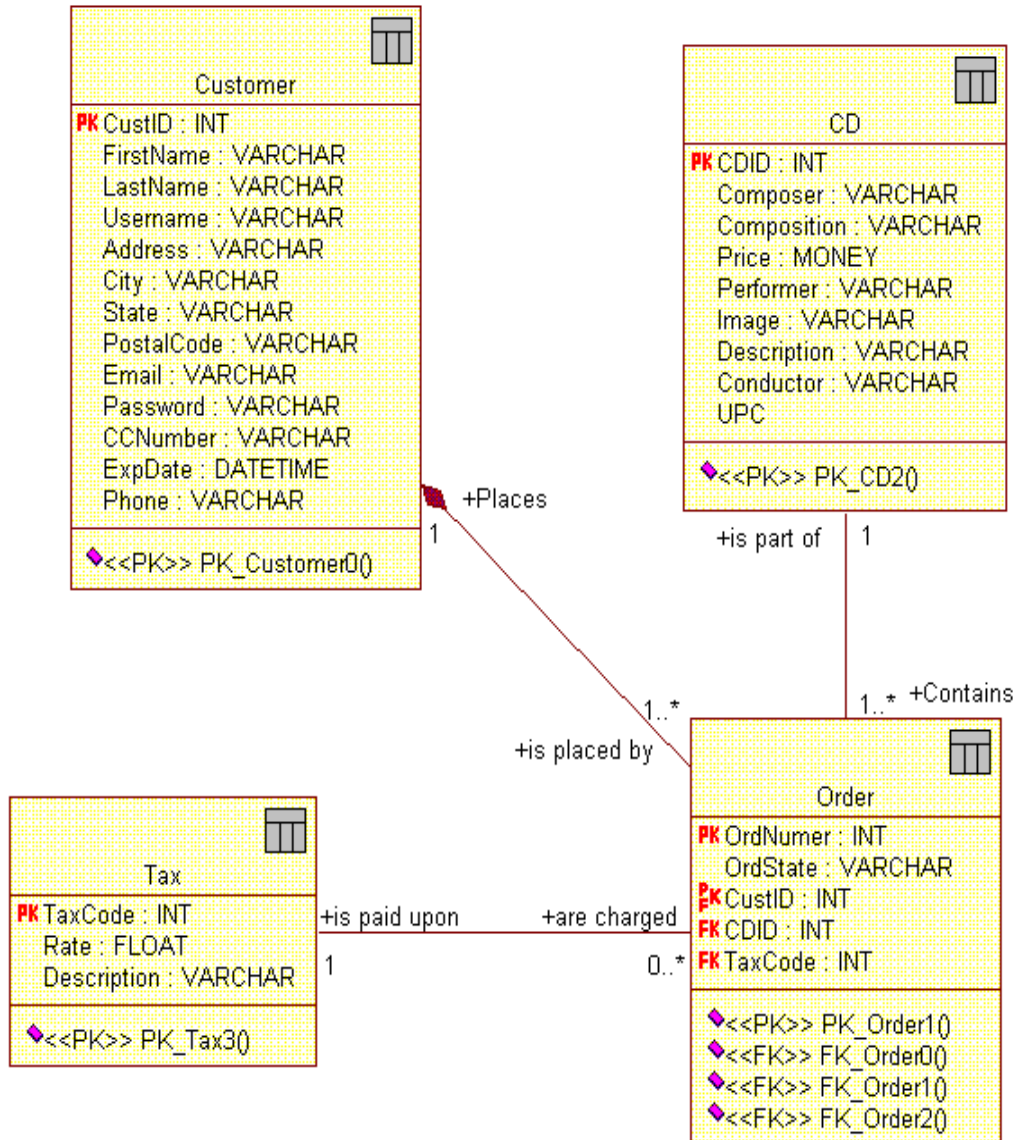 Customer
PK CustID : INT
FirstName : VARCHAR
LastName : VARCHAR
Username : VARCHAR
Address : VARCHAR
City : VARCHAR
State : VARCHAR
PostalCode : VARCHAR
Email : VARCHAR
Password : VARCHAR
CCNumber : VARCHAR
ExpDate : DATETIME
Phone : VARCHAR
<<PK>> PK_Customer0()
CD
PK CDID : INT
Composer : VARCHAR
Composition : VARCHAR
Price : MONEY
Performer : VARCHAR
Image : VARCHAR
Description : VARCHAR
Conductor : VARCHAR
UPC
<<PK>> PK_CD2()
+Places
1
+is part of
1
1..*
+is placed by
1..*
+Contains
Tax
PK TaxCode : INT
Rate : FLOAT
Description : VARCHAR
<<PK>> PK_Tax3()
+is paid upon
1
+are charged
0..*
Order
PK OrdNumer : INT
OrdState : VARCHAR
PFK CustID : INT
FK CDID : INT
FK TaxCode : INT
<<PK>> PK_Order1()
<<FK>> FK_Order0()
<<FK>> FK_Order1()
<<FK>> FK_Order2()